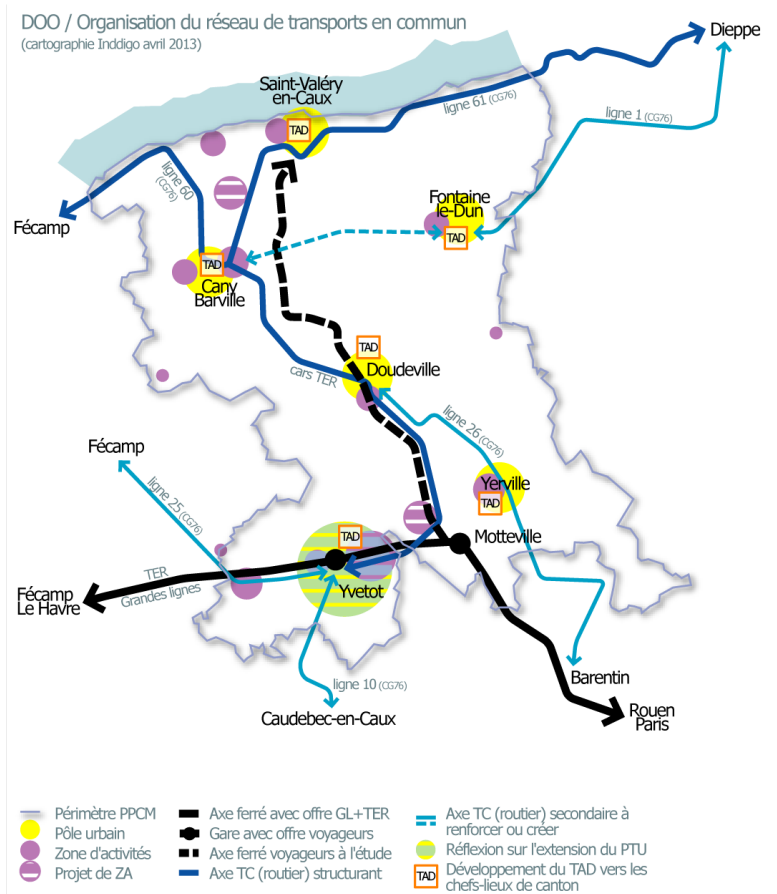 DOO / Organisation du réseau de transports en commun
(cartographie Inddigo avril 2013)
Dieppe
Saint-Valéry
en-Caux
TAD
ligne 61 (CG76)
ligne 1 (CG76)
ligne 60
(CG76)
Fécamp
Fontaine
le-Dun
TAD
TAD
Cany
Barville
TAD
Doudeville
cars TER
ligne 26 (CG76)
Fécamp
ligne 25 (CG76)
Yerville
TAD
TAD
Motteville
TER
Grandes lignes
Fécamp
Le Havre
Yvetot
Barentin
ligne 10 (CG76)
Caudebec-en-Caux
Rouen
Paris
Périmètre PPCM
Pôle urbain
Zone d'activités
Projet de ZA
Axe ferré avec offre GL+TER
Gare avec offre voyageurs
Axe ferré voyageurs à l'étude
Axe TC (routier) structurant
Axe TC (routier) secondaire à
renforcer ou créer
Réflexion sur l'extension du PTU
TAD
Développement du TAD vers les
chefs-lieux de canton